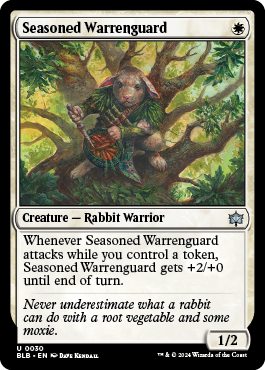 Seasoned Warrenguard
Creature — Rabbit Warrior
Whenever Seasoned Warrenguard
attacks while you control a token,
Seasoned Warrenguard gets +2/+0
until end of turn.
Never underestimate what a rabbit
can do with a root vegetable and some
moxie.
1/2
U 0030
BLB • EN Dave Kendall
™ & © 2024 Wizards of the Coast